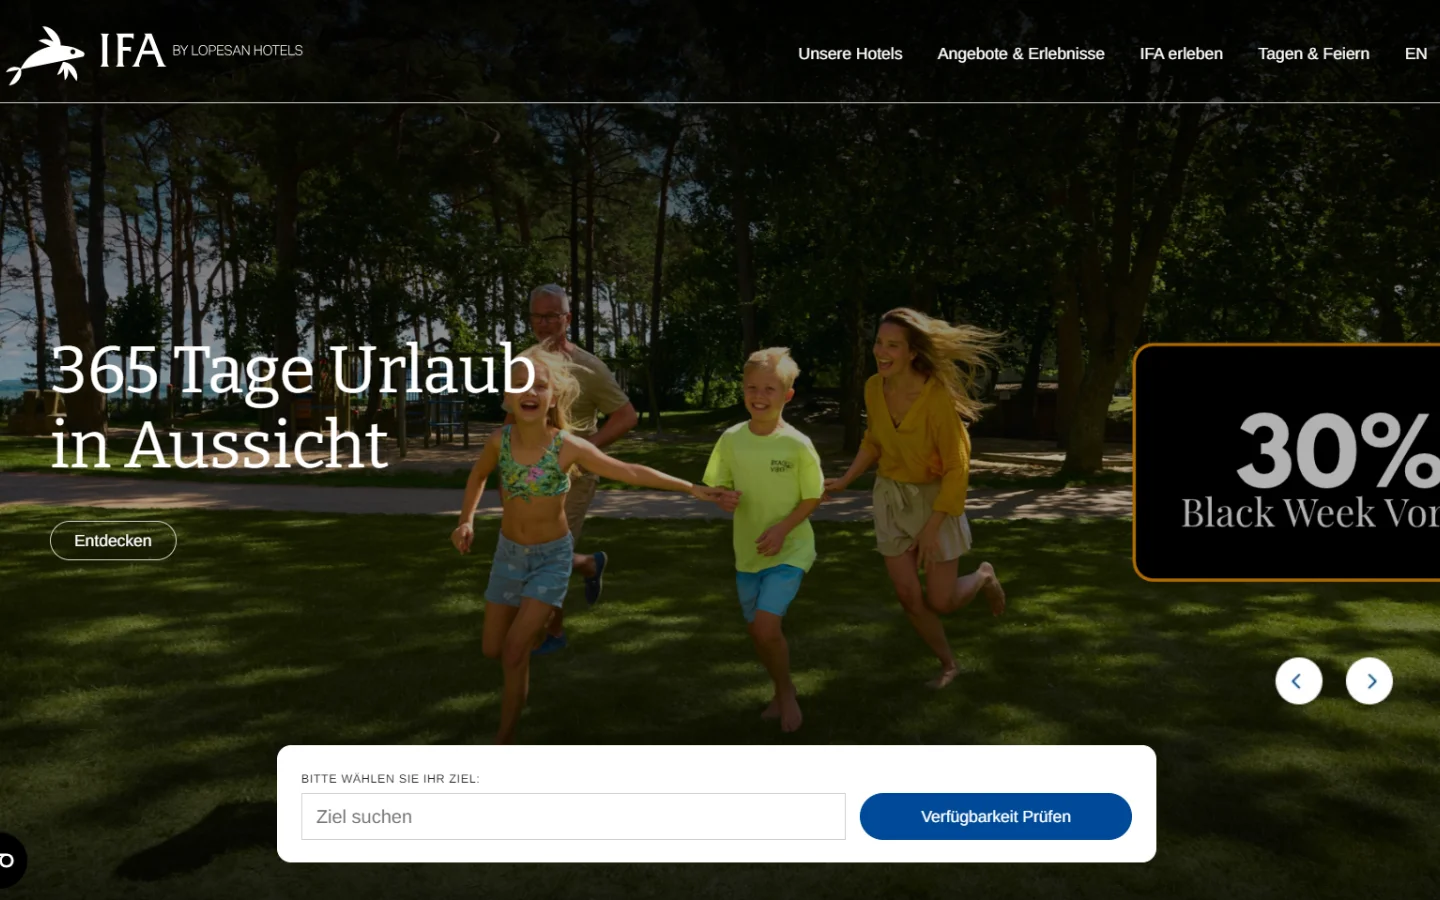 IFA BY LOPESAN HOTELS
Unsere Hotels
Angebote & Erlebnisse
IFA erleben
Tagen & Feiern
EN
365 Tage Urlaub
in Aussicht
Entdecken
30%
Black Week
BITTE WÄHLEN SIE IHR ZIEL:
Ziel suchen
Verfügbarkeit Prüfen